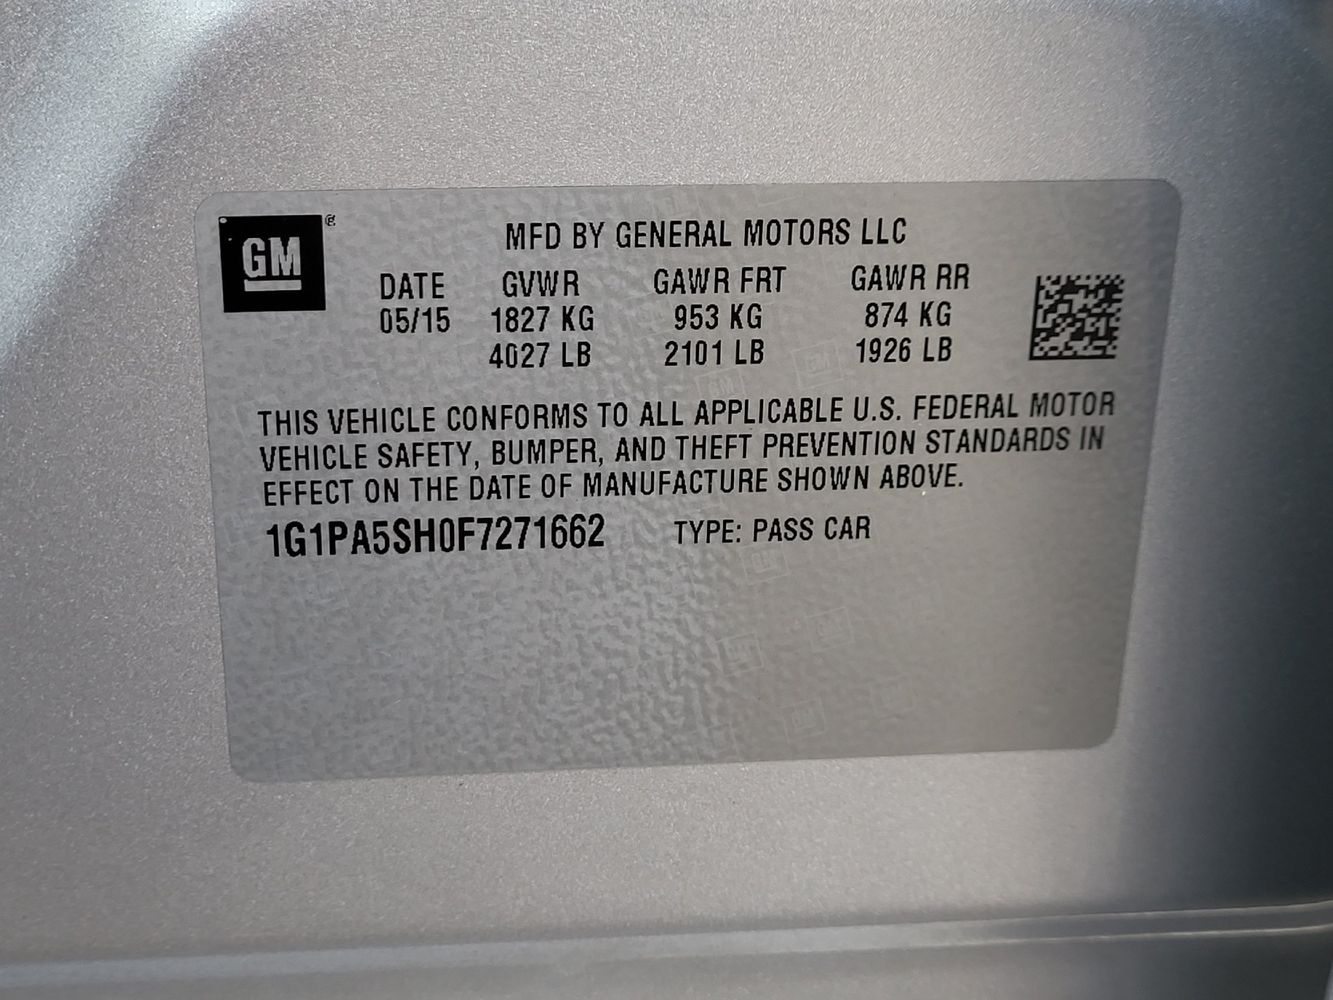 GM ®
MFD BY GENERAL MOTORS LLC
DATE GVWR GAWR FRT GAWR RR
05/15 1827 KG 953 KG 874 KG
4027 LB 2101 LB 1926 LB
THIS VEHICLE CONFORMS TO ALL APPLICABLE U.S. FEDERAL MOTOR
VEHICLE SAFETY, BUMPER, AND THEFT PREVENTION STANDARDS IN
EFFECT ON THE DATE OF MANUFACTURE SHOWN ABOVE.
1G1PA5SH0F7271662 TYPE: PASS CAR